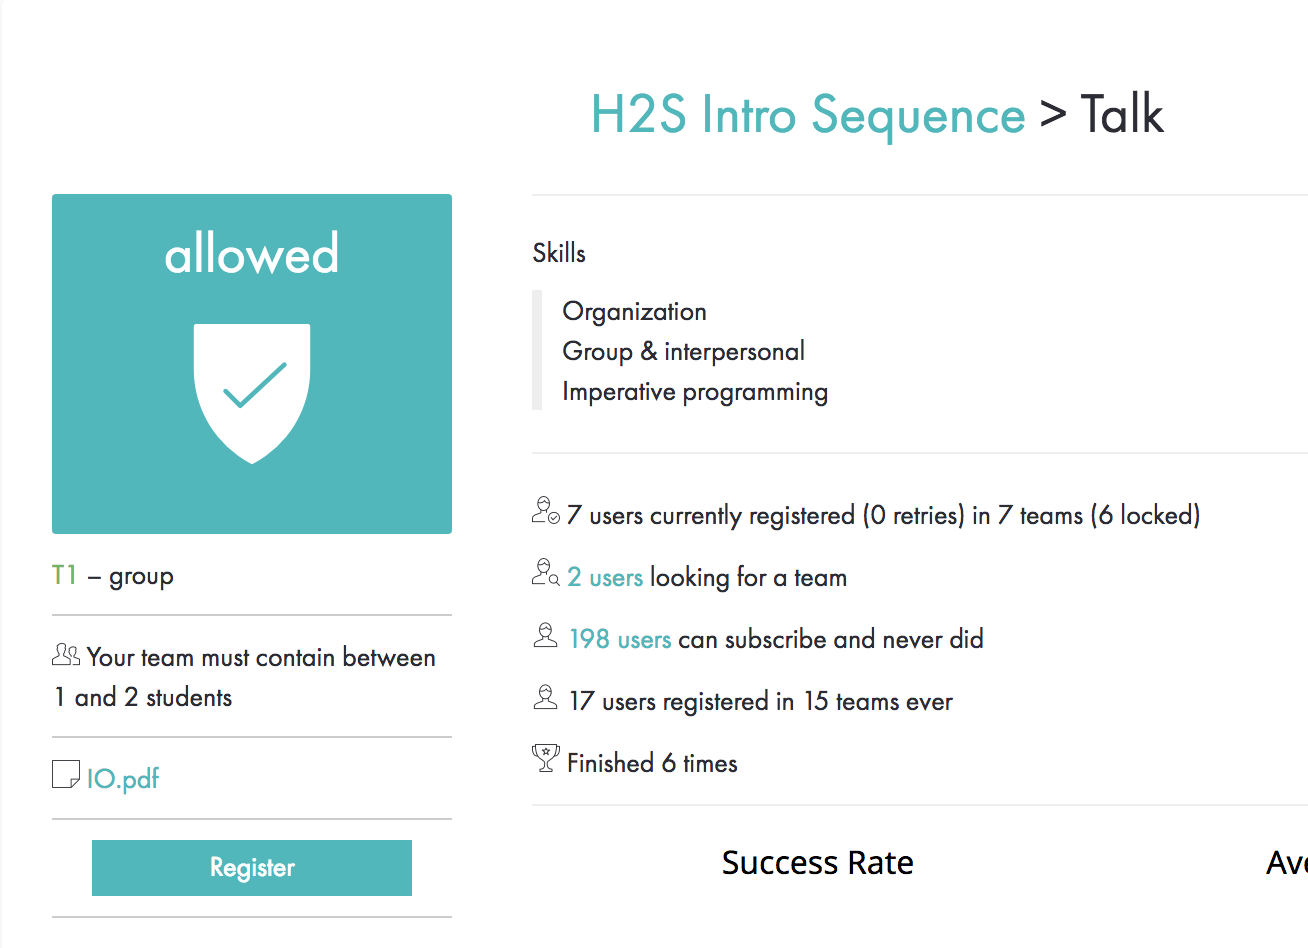 H2S Intro Sequence > Talk
allowed
T1 – group
Your team must contain between
1 and 2 students
IO.pdf
Register
Skills
Organization
Group & interpersonal
Imperative programming
7 users currently registered (0 retries) in 7 teams (6 locked)
2 users looking for a team
198 users can subscribe and never did
17 users registered in 15 teams ever
Finished 6 times
Success Rate